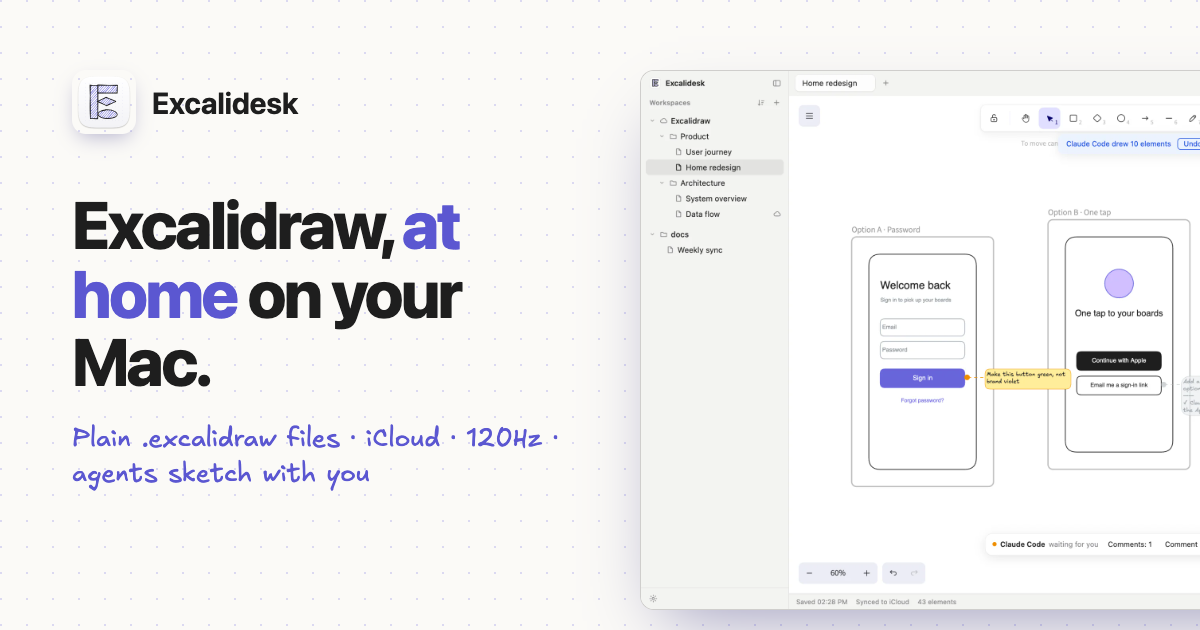 Excalidesk
Excalidraw, at
home on your
Mac.
Plain .excalidraw files · iCloud · 120Hz ·
agents sketch with you
Excalidesk
Workspaces
Excalidraw
Product
User journey
Home redesign
Architecture
System overview
Data flow
docs
Weekly sync
Home redesign
To move can
Claude Code drew 10 elements
Undo
Option A · Password
Welcome back
Sign in to pick up your boards
Email
Password
Sign in
Forgot password?
Make this button green, not
brand violet
Option B · One tap
One tap to your boards
Continue with Apple
Email me a sign-in link
Claude Code waiting for you Comments: 1 Comment
60%
Saved 02:28 PM Synced to iCloud 43 elements